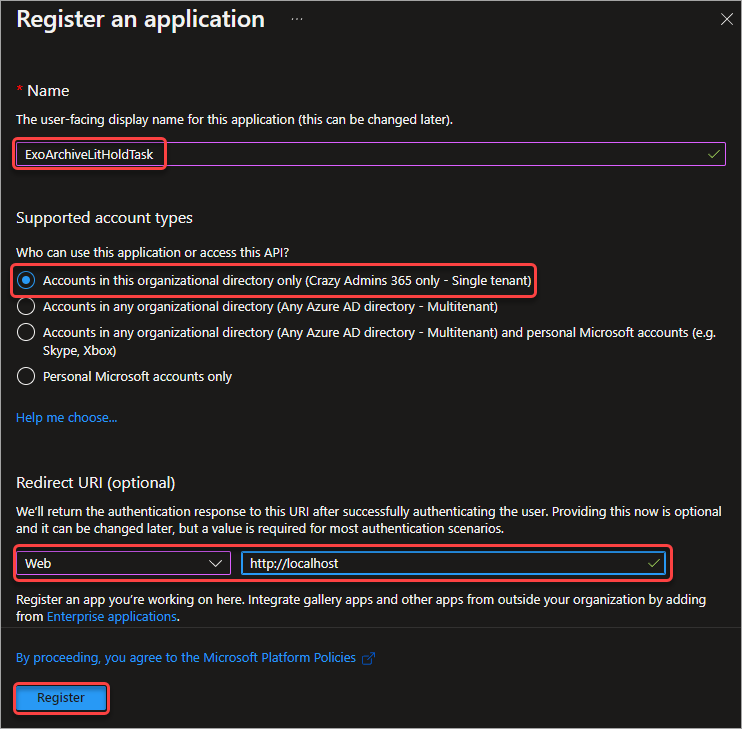 Register an application ...
* Name
The user-facing display name for this application (this can be changed later).
ExoArchiveLitHoldTask
Supported account types
Who can use this application or access this API?
Accounts in this organizational directory only (Crazy Admins 365 only - Single tenant)
Accounts in any organizational directory (Any Azure AD directory - Multitenant)
Accounts in any organizational directory (Any Azure AD directory - Multitenant) and personal Microsoft accounts (e.g.
Skype, Xbox)
Personal Microsoft accounts only
Help me choose...
Redirect URI (optional)
We'll return the authentication response to this URI after successfully authenticating the user. Providing this now is optional
and it can be changed later, but a value is required for most authentication scenarios.
Web http://localhost
Register an app you're working on here. Integrate gallery apps and other apps from outside your organization by adding
from Enterprise applications.
By proceeding, you agree to the Microsoft Platform Policies
Register